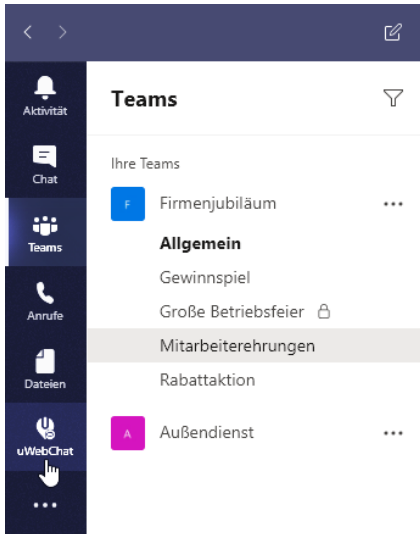 Aktivität
Chat
Teams
Anrufe
Dateien
uWebChat
Teams
Ihre Teams
F Firmenjubiläum
Allgemein
Gewinnspiel
Große Betriebsfeier
Mitarbeiterehrungen
Rabattaktion
A Außendienst